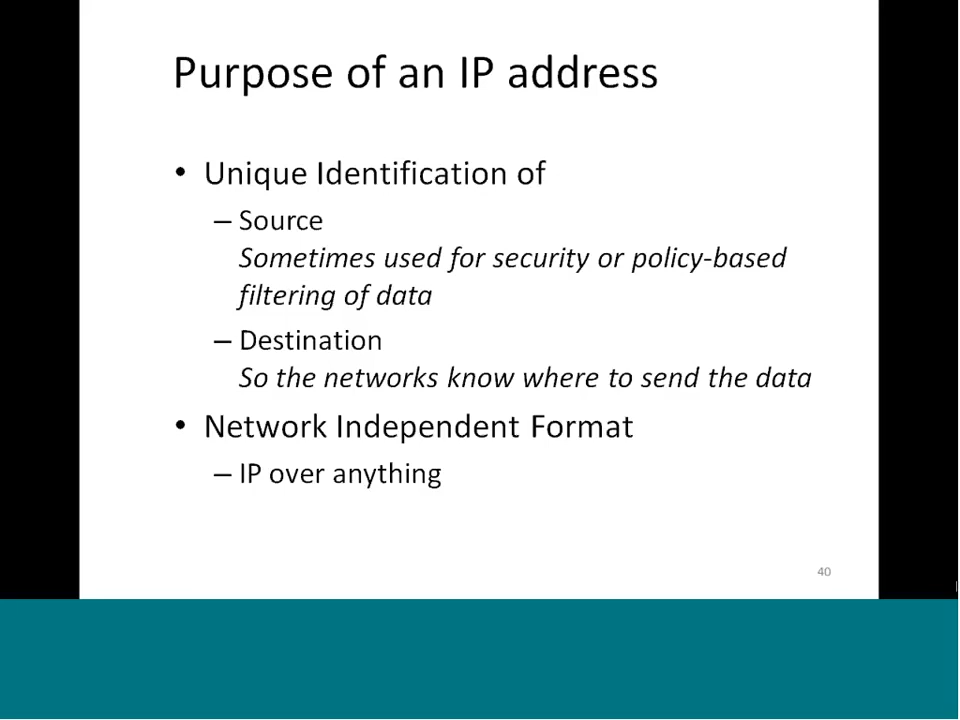 Purpose of an IP address
• Unique Identification of
– Source
Sometimes used for security or policy-based
filtering of data
– Destination
So the networks know where to send the data
• Network Independent Format
– IP over anything
40